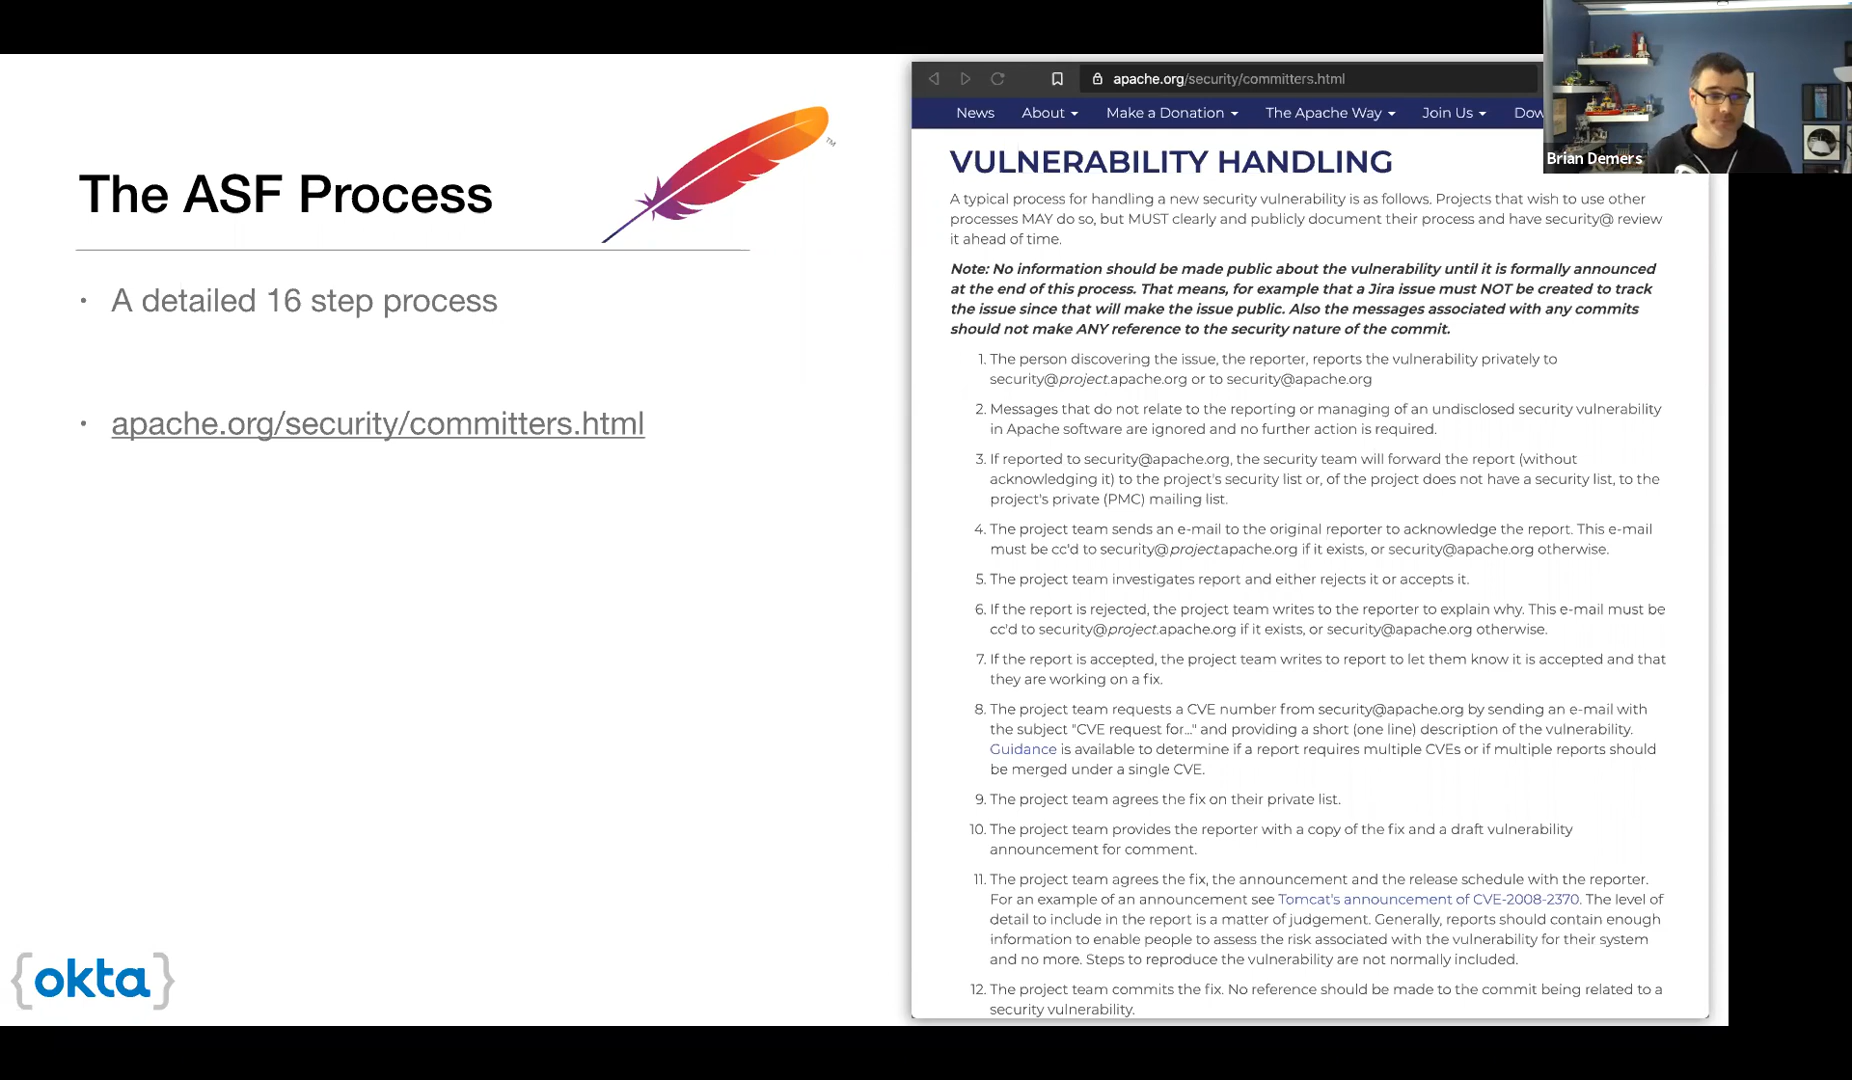 The ASF Process
TM
• A detailed 16 step process
• apache.org/security/committers.html
{okta}
apache.org/security/committers.html
News About Make a Donation The Apache Way Join Us Dow
Brian Demers
VULNERABILITY HANDLING
A typical process for handling a new security vulnerability is as follows. Projects that wish to use other
processes MAY do so, but MUST clearly and publicly document their process and have security@ review
it ahead of time.
Note: No information should be made public about the vulnerability until it is formally announced
at the end of this process. That means, for example that a Jira issue must NOT be created to track
the issue since that will make the issue public. Also the messages associated with any commits
should not make ANY reference to the security nature of the commit.
1. The person discovering the issue, the reporter, reports the vulnerability privately to
security@project.apache.org or to security@apache.org
2. Messages that do not relate to the reporting or managing of an undisclosed security vulnerability
in Apache software are ignored and no further action is required.
3. If reported to security@apache.org, the security team will forward the report (without
acknowledging it) to the project's security list or, of the project does not have a security list, to the
project's private (PMC) mailing list.
4. The project team sends an e-mail to the original reporter to acknowledge the report. This e-mail
must be cc'd to security@project.apache.org if it exists, or security@apache.org otherwise.
5. The project team investigates report and either rejects it or accepts it.
6. If the report is rejected, the project team writes to the reporter to explain why. This e-mail must be
cc'd to security@project.apache.org if it exists, or security@apache.org otherwise.
7. If the report is accepted, the project team writes to report to let them know it is accepted and that
they are working on a fix.
8. The project team requests a CVE number from security@apache.org by sending an e-mail with
the subject "CVE request for..." and providing a short (one line) description of the vulnerability.
Guidance is available to determine if a report requires multiple CVEs or if multiple reports should
be merged under a single CVE.
9. The project team agrees the fix on their private list.
10. The project team provides the reporter with a copy of the fix and a draft vulnerability
announcement for comment.
11. The project team agrees the fix, the announcement and the release schedule with the reporter.
For an example of an announcement see Tomcat's announcement of CVE-2008-2370. The level of
detail to include in the report is a matter of judgement. Generally, reports should contain enough
information to enable people to assess the risk associated with the vulnerability for their system
and no more. Steps to reproduce the vulnerability are not normally included.
12. The project team commits the fix. No reference should be made to the commit being related to a
security vulnerability.